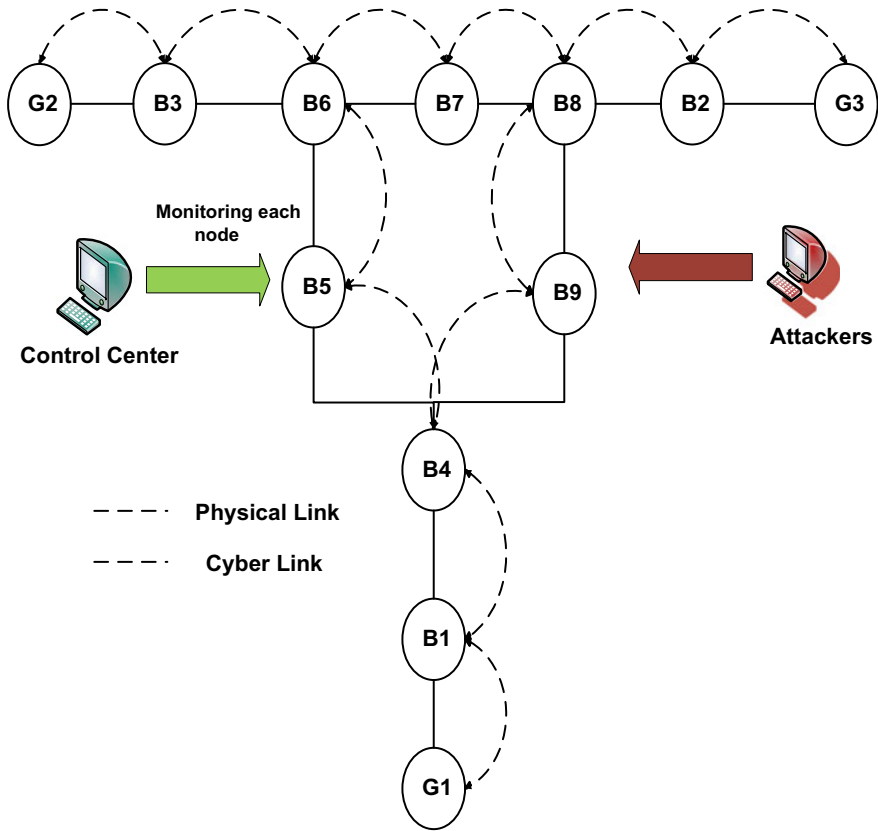 G2
B3
B6
B7
B8
B2
G3
Monitoring each
node
B5
B9
Control Center
Attackers
B4
Physical Link
Cyber Link
B1
G1